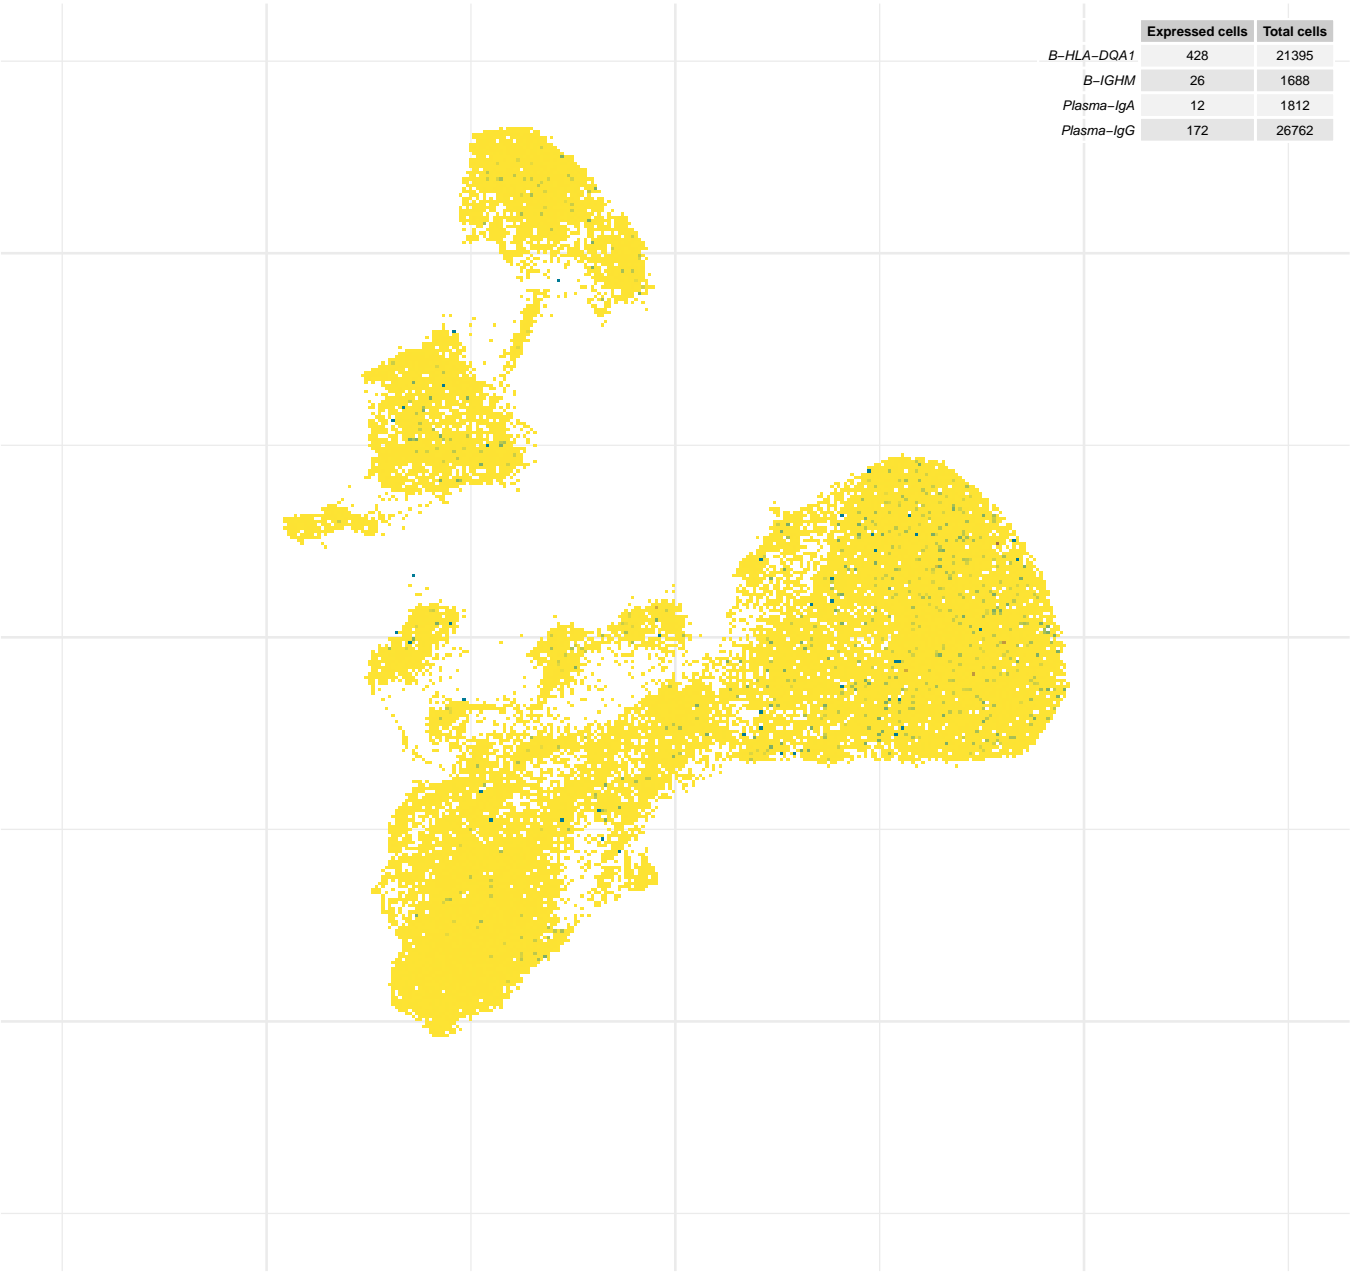 Expressed cells Total cells
B−HLA−DQA1 428 21395
B−IGHM 26 1688
Plasma−IgA 12 1812
Plasma−IgG 172 26762